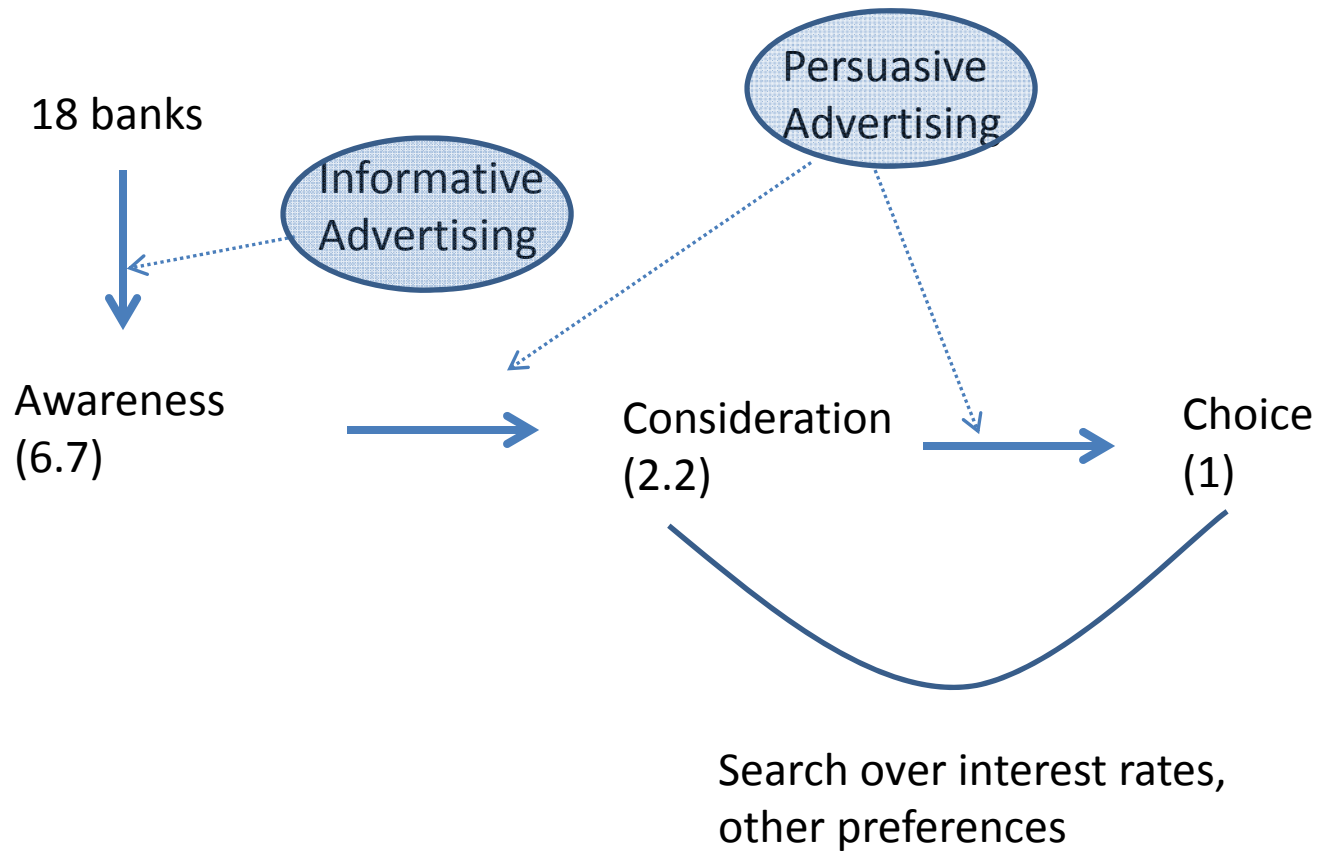 18 banks
Informative
Advertising
Persuasive
Advertising
Awareness
(6.7)
Consideration
(2.2)
Choice
(1)
Search over interest rates,
other preferences